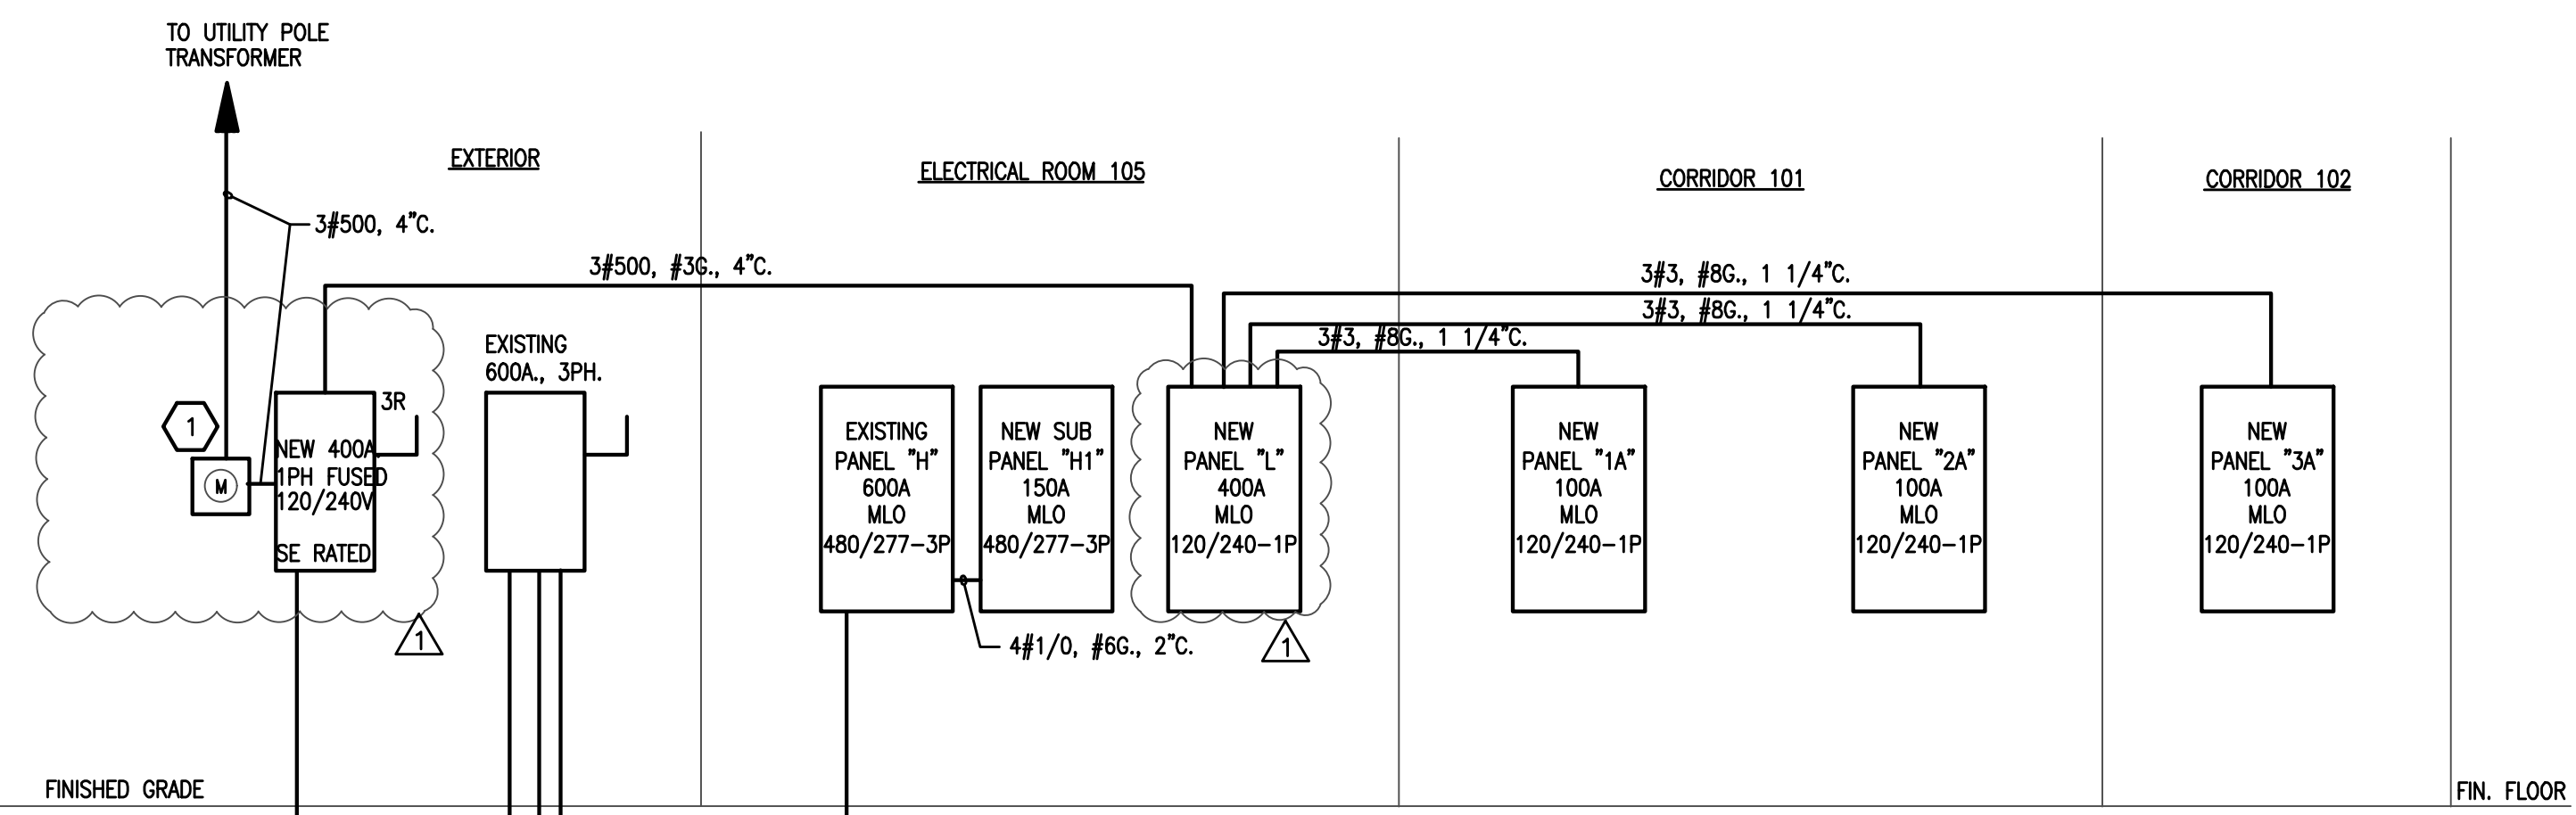 TO UTILITY POLE
TRANSFORMER
EXTERIOR
ELECTRICAL ROOM 105
CORRIDOR 101
CORRIDOR 102
3#500, 4"C.
3#500, #3G., 4"C.
3#3, #8G., 1 1/4"C.
3#3, #8G., 1 1/4"C.
3#3, #8G., 1 1/4"C.
1
M
3R
NEW 400A.
1PH FUSED
120/240V
SE RATED
1
EXISTING
600A., 3PH.
EXISTING
PANEL "H"
600A
MLO
480/277-3P
NEW SUB
PANEL "H1"
150A
MLO
480/277-3P
4#1/0, #6G., 2"C.
NEW
PANEL "L"
400A
MLO
120/240-1P
1
NEW
PANEL "1A"
100A
MLO
120/240-1P
NEW
PANEL "2A"
100A
MLO
120/240-1P
NEW
PANEL "3A"
100A
MLO
120/240-1P
FINISHED GRADE
FIN. FLOOR